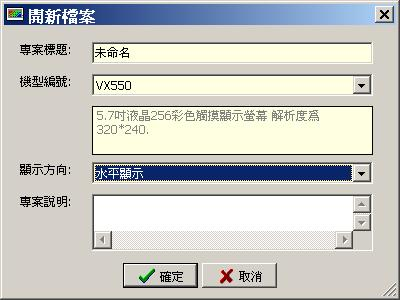 開新檔案
專案標題:
未命名
機型編號:
VX550
5.7吋液晶256彩色觸摸顯示螢幕 解析度爲
320*240.
顯示方向:
水平顯示
專案說明:
確定
取消